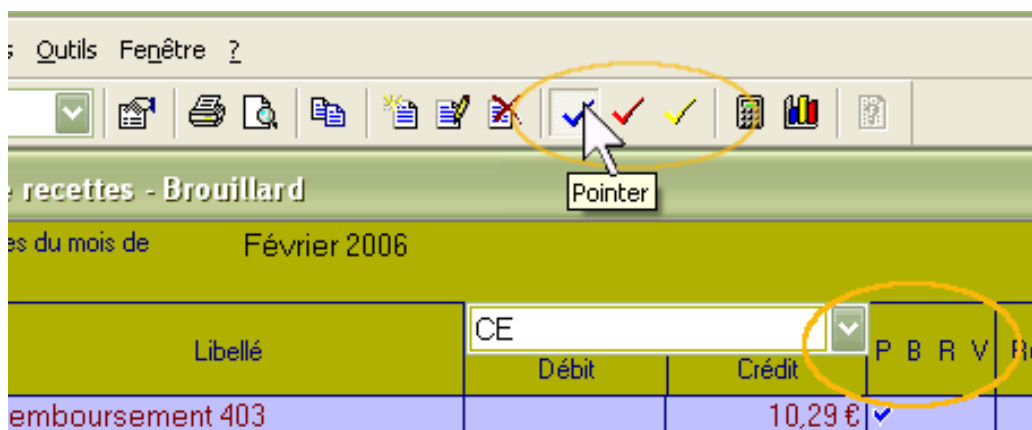 Outils Fenêtre ?
Pointer
recettes - Brouillard
es du mois de Février 2006
CE
Libellé
Débit Crédit
P B R V
emboursement 403 10,29 €